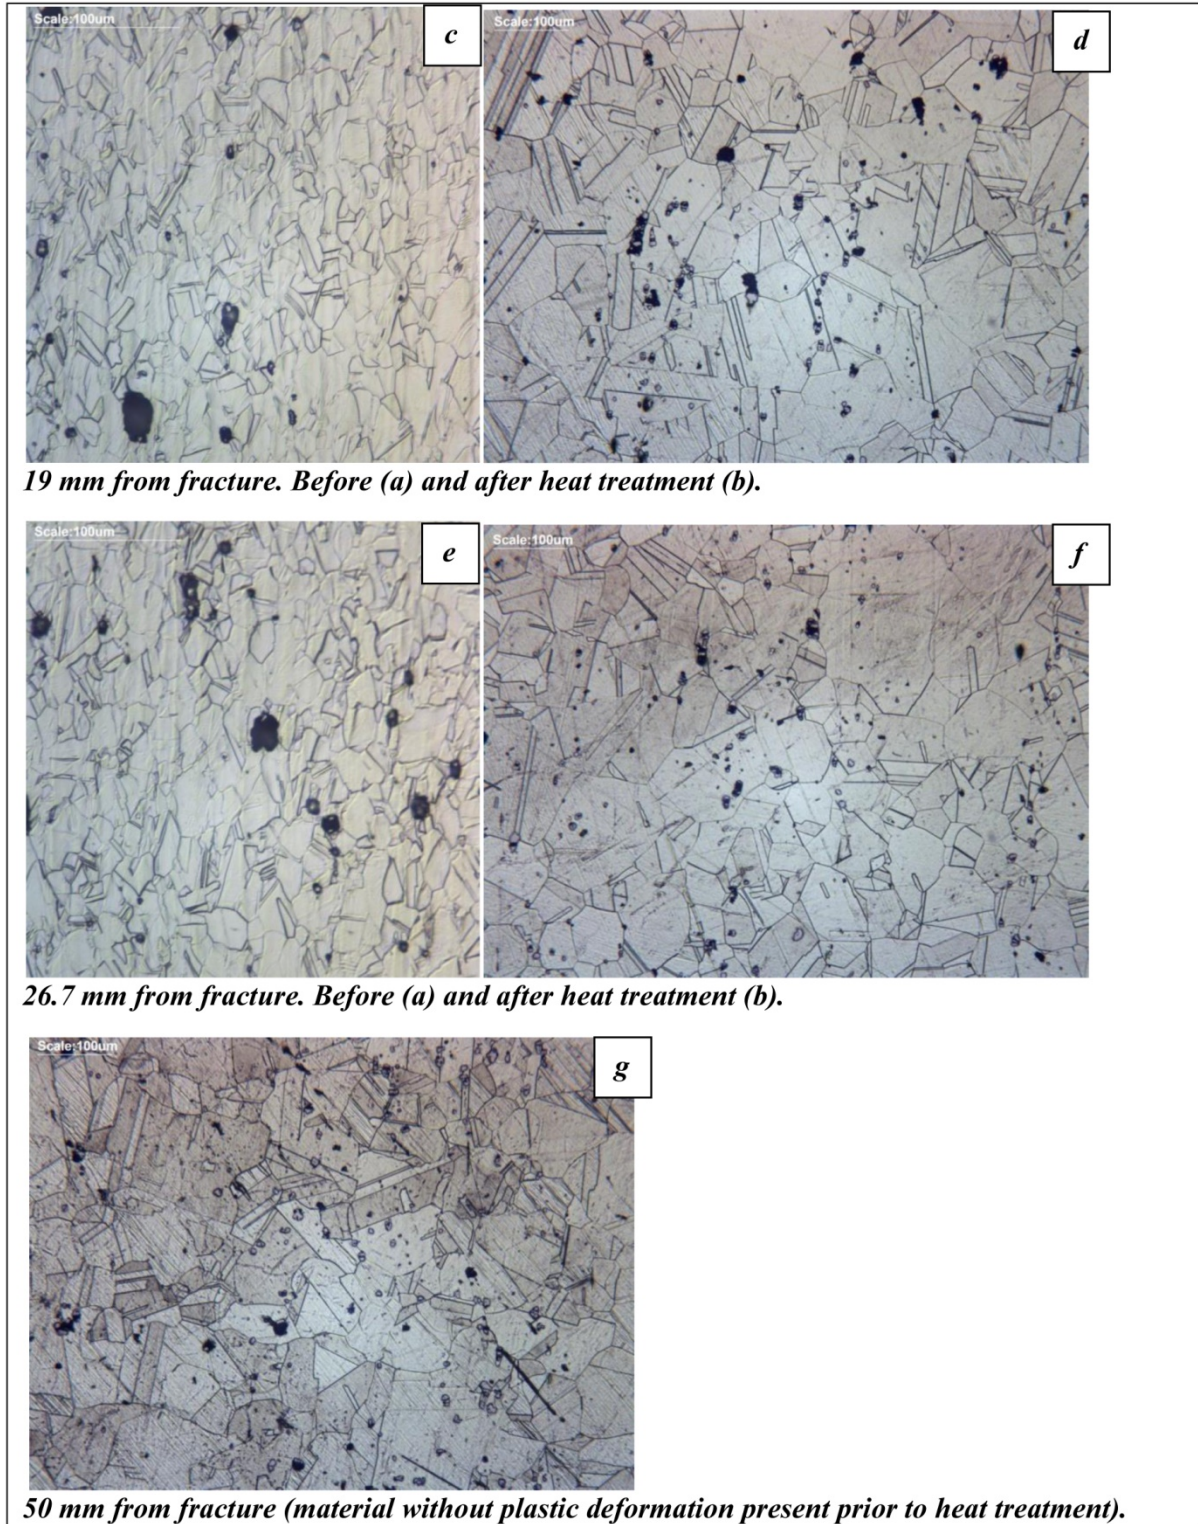 Scale:100um
c
Scale:100um
d
19 mm from fracture. Before (a) and after heat treatment (b).
Scale:100um
e
Scale:100um
f
26.7 mm from fracture. Before (a) and after heat treatment (b).
Scale:100um
g
50 mm from fracture (material without plastic deformation present prior to heat treatment).